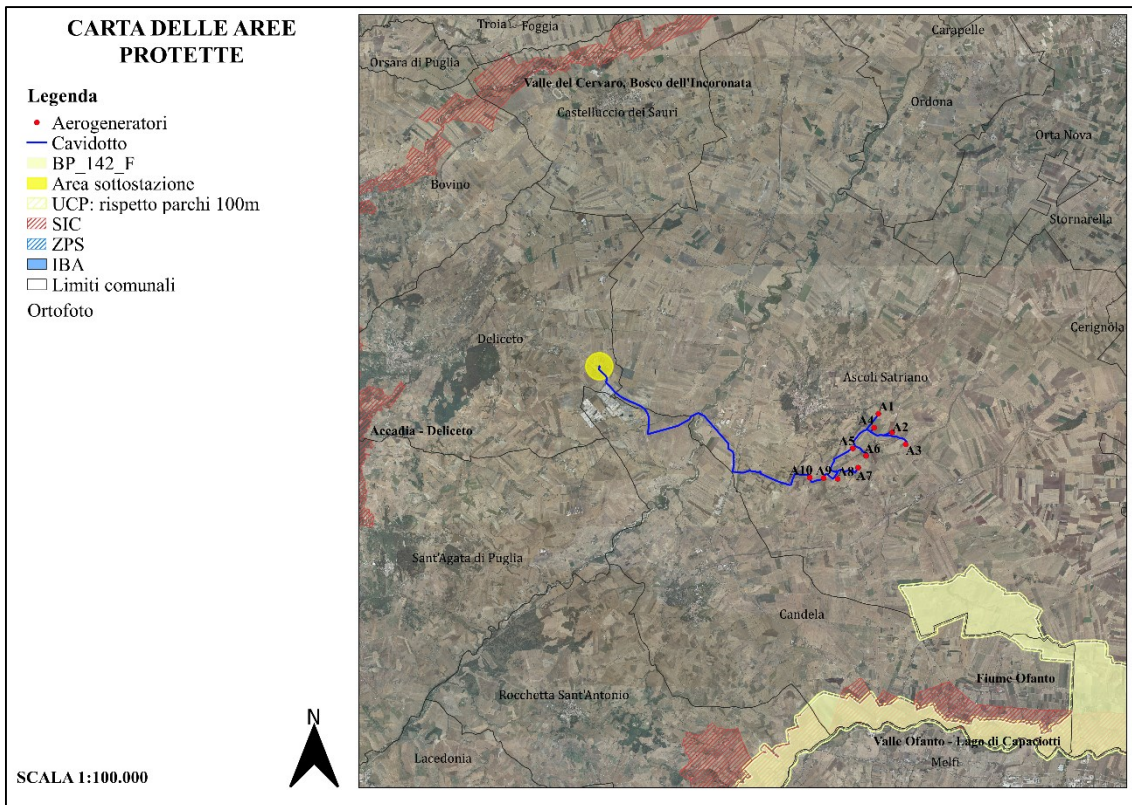 CARTA DELLE AREE
PROTETTE
Legenda
Aerogeneratori
Cavidotto
BP_142_F
Area sottostazione
UCP: rispetto parchi 100m
SIC
ZPS
IBA
Limiti comunali
Ortofoto
SCALA 1:100.000
N
Troia
Foggia
Carapelle
Orsara di Puglia
Valle del Cervaro, Bosco dell'Incoronata
Castelluccio dei Sauri
Ordona
Orta Nova
Bovino
Stornarella
Cerignola
Deliceto
Ascoli Satriano
A1
A4
A2
A3
Accadia - Deliceto
A5
A6
A10
A9
A8
A7
Sant'Agata di Puglia
Candela
Fiume Ofanto
Rocchetta Sant'Antonio
Valle Ofanto - Lago di Capaciotti
Lacedonia
Melfi